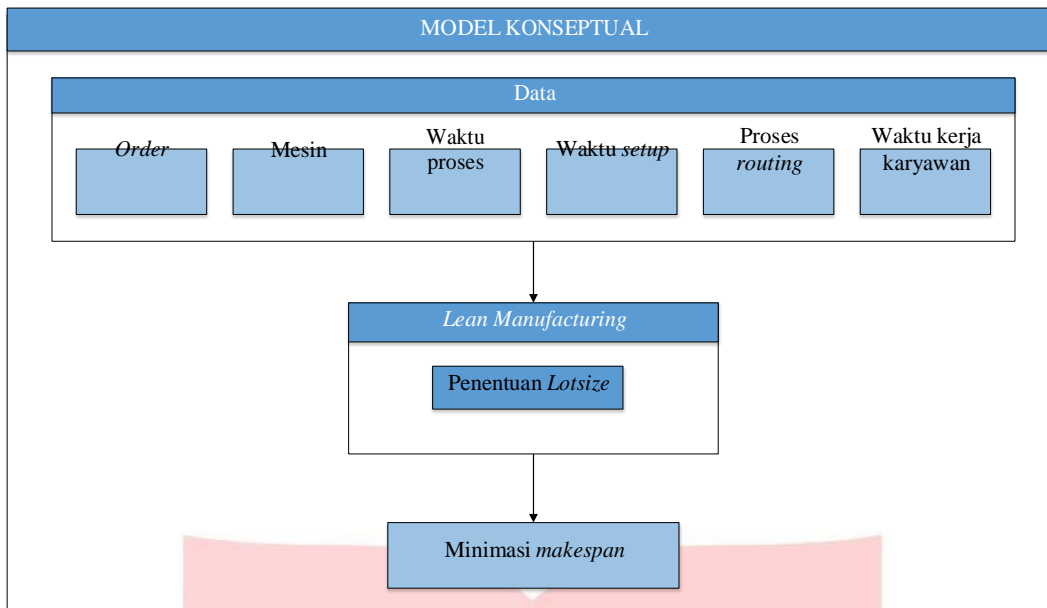 MODEL KONSEPTUAL
Data
Order
Mesin
Waktu
proses
Waktu setup
Proses
routing
Waktu kerja
karyawan
Lean Manufacturing
Penentuan Lotsize
Minimasi makespan